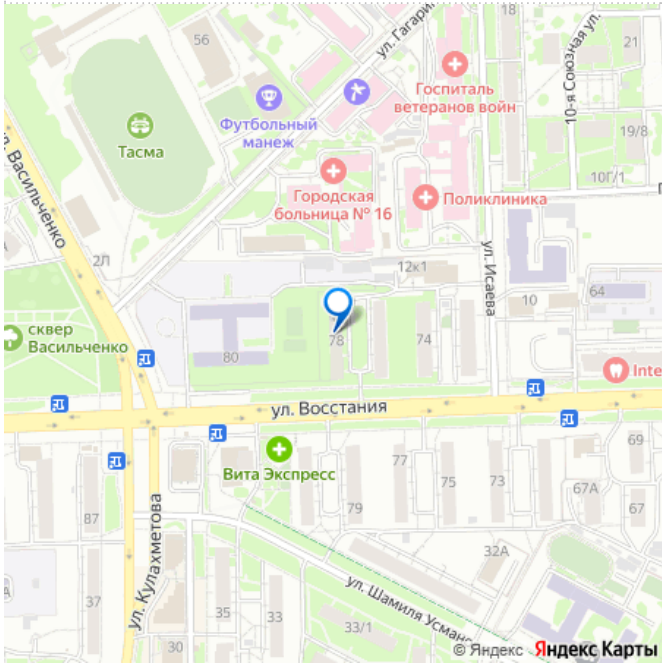 56
ул. Гагари
Госпиталь
ветеранов войн
10-я Союзная ул.
21
19/8
Футбольный
манеж
Тасма
ул. Васильченко
Городская
больница № 16
Поликлиника
10Г/1
2Л
12к1
ул. Исаева
10
64
сквер
Васильченко
80
78
74
Inte
ул. Восстания
Вита Экспресс
77
75
73
69
67А
67
87
79
ул. Кулахметова
32А
ул. Шамиля Усмано
37
35
33
33/1
30
© Яндекс Яндекс Карты